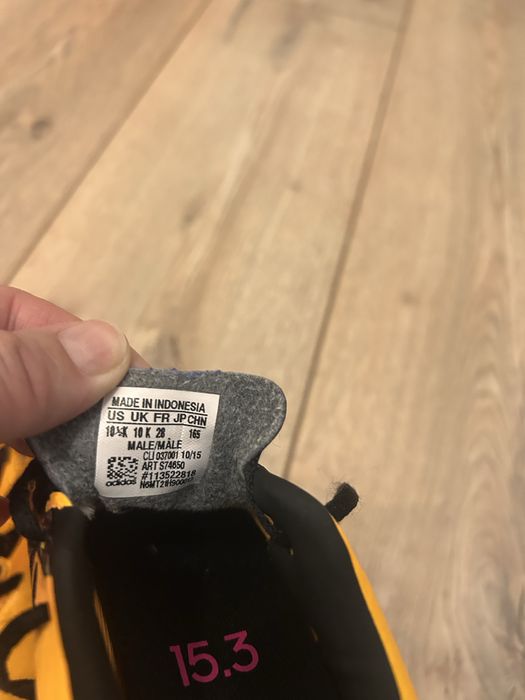 MADE IN INDONESIA
US UK FR JP CHN
10½K 10 K 28 165
MALE/MÂLE
CLI 037001 10/15
ART S74650
#113522818
adidas
15.3